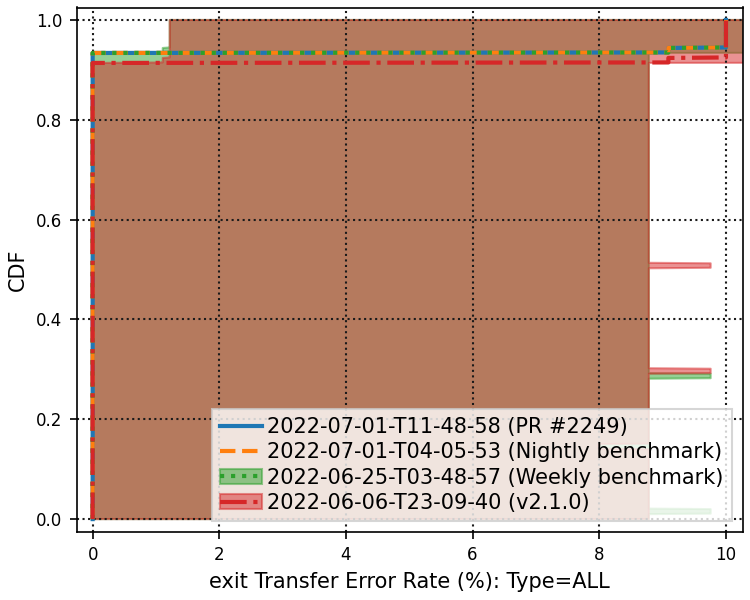 1.0
0.8
0.6
0.4
0.2
0.0
CDF
2022-07-01-T11-48-58 (PR #2249)
2022-07-01-T04-05-53 (Nightly benchmark)
2022-06-25-T03-48-57 (Weekly benchmark)
2022-06-06-T23-09-40 (v2.1.0)
0 2 4 6 8 10
exit Transfer Error Rate (%): Type=ALL